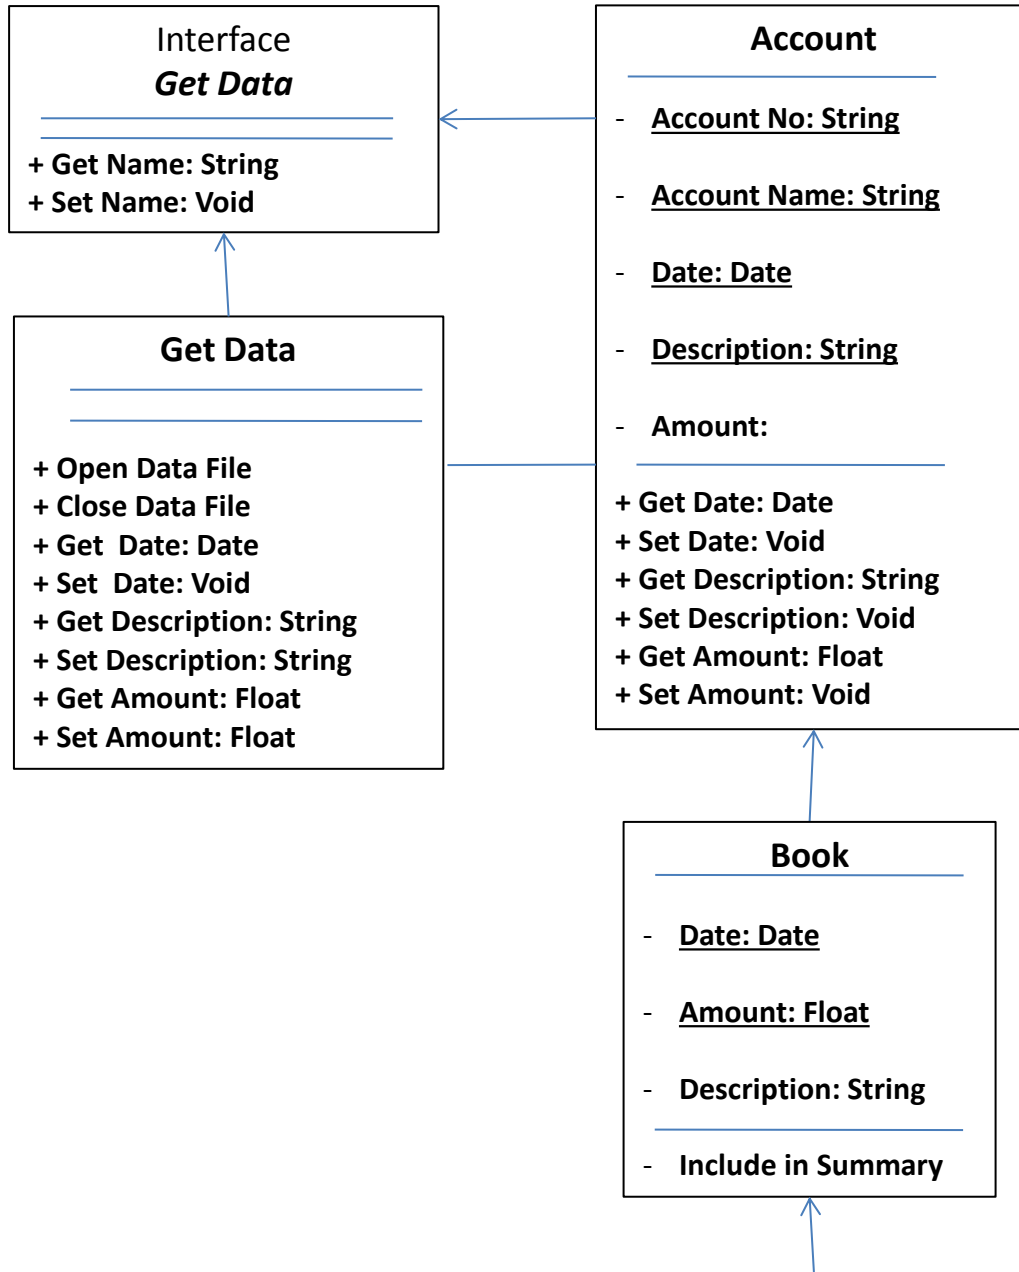 Interface
Get Data
+ Get Name: String
+ Set Name: Void
Account
- Account No: String
- Account Name: String
- Date: Date
- Description: String
- Amount:
+ Get Date: Date
+ Set Date: Void
+ Get Description: String
+ Set Description: Void
+ Get Amount: Float
+ Set Amount: Void
Get Data
+ Open Data File
+ Close Data File
+ Get  Date: Date
+ Set  Date: Void
+ Get Description: String
+ Set Description: String
+ Get Amount: Float
+ Set Amount: Float
Book
- Date: Date
- Amount: Float
- Description: String
- Include in Summary